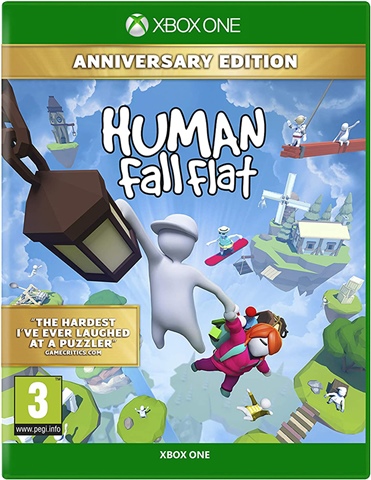 XBOX ONE
ANNIVERSARY EDITION
HUMAN
fall flat
"THE HARDEST
I'VE EVER LAUGHED
AT A PUZZLER"
GAMECRITICS.COM
3
www.pegi.info
XBOX ONE